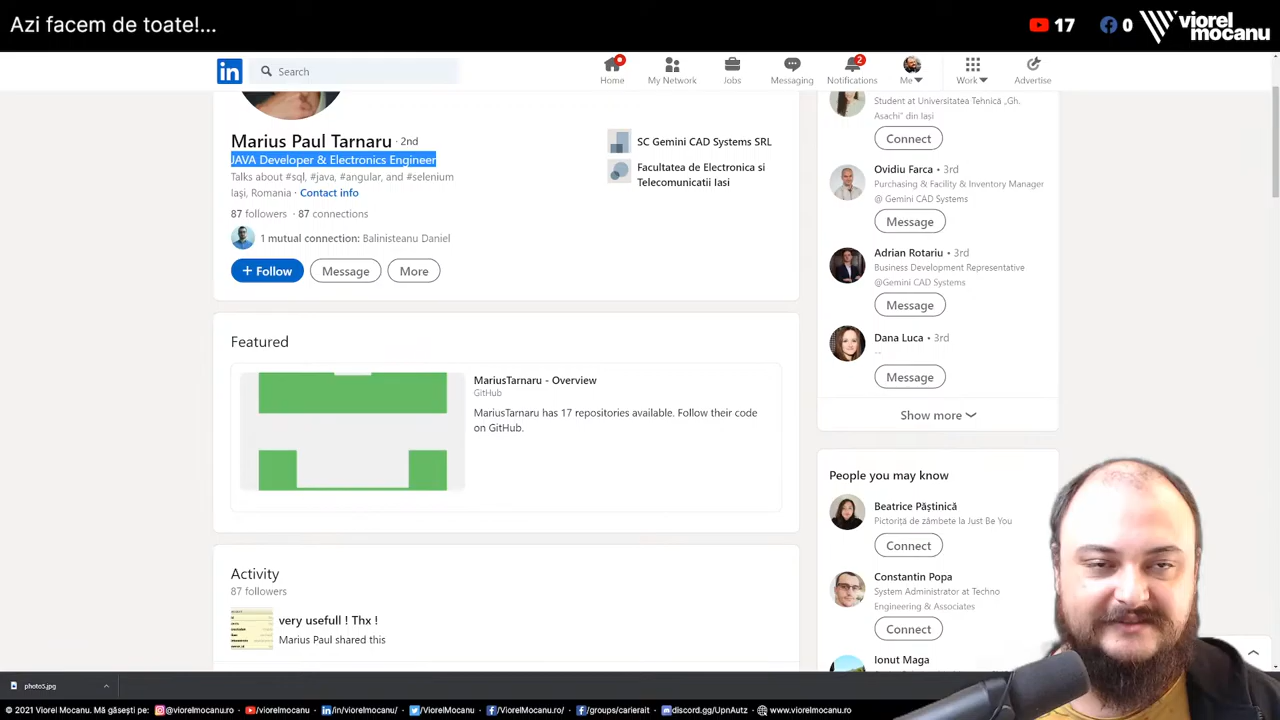 Azi facem de toate!...
17
0
viorel
mocanu
in
Search
Home
My Network
Jobs
Messaging
2
Notifications
Me
Work
Advertise
Marius Paul Tarnaru · 2nd
JAVA Developer & Electronics Engineer
Talks about #sql, #java, #angular, and #selenium
Iași, Romania · Contact info
87 followers · 87 connections
1 mutual connection: Balinisteanu Daniel
+ Follow
Message
More
SC Gemini CAD Systems SRL
Facultatea de Electronica si
Telecomunicatii Iasi
Featured
MariusTarnaru - Overview
GitHub
MariusTarnaru has 17 repositories available. Follow their code
on GitHub.
Activity
87 followers
very usefull ! Thx !
Marius Paul shared this
Student at Universitatea Tehnică „Gh.
Asachi” din Iași
Connect
Ovidiu Farca • 3rd
Purchasing & Facility & Inventory Manager
@ Gemini CAD Systems
Message
Adrian Rotariu • 3rd
Business Development Representative
@Gemini CAD Systems
Message
Dana Luca • 3rd
--
Message
Show more
People you may know
Beatrice Păștinică
Pictoriță de zâmbete la Just Be You
Connect
Constantin Popa
System Administrator at Techno
Engineering & Associates
Connect
Ionut Maga
photo5.jpg
© 2021 Viorel Mocanu. Mă găsești pe: @viorelmocanu.ro /viorelmocanu /in/viorelmocanu/ /ViorelMocanu /ViorelMocanu.ro/ /groups/carierait discord.gg/UpnAutz www.viorelmocanu.ro